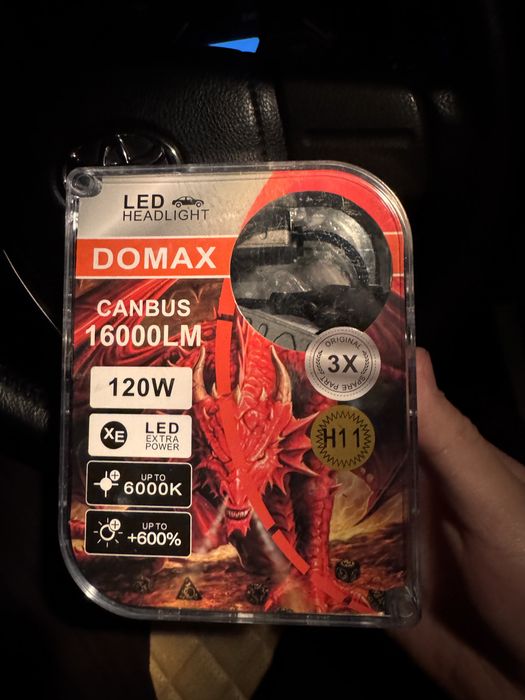 LED
HEADLIGHT
DOMAX
CANBUS
16000LM
120W
XE
LED
EXTRA
POWER
UP TO
6000K
UP TO
+600%
ORIGINAL
3X
SPARE PART
H11